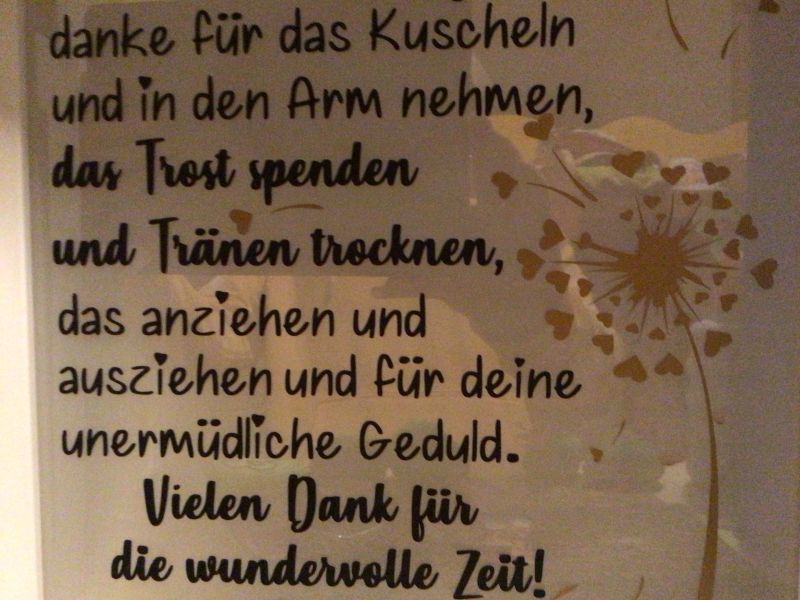 danke für das Kuscheln
und in den Arm nehmen,
das Trost spenden
und Tränen trocknen,
das anziehen und
ausziehen und für deine
unermüdliche Geduld.
Vielen Dank für
die wundervolle Zeit!